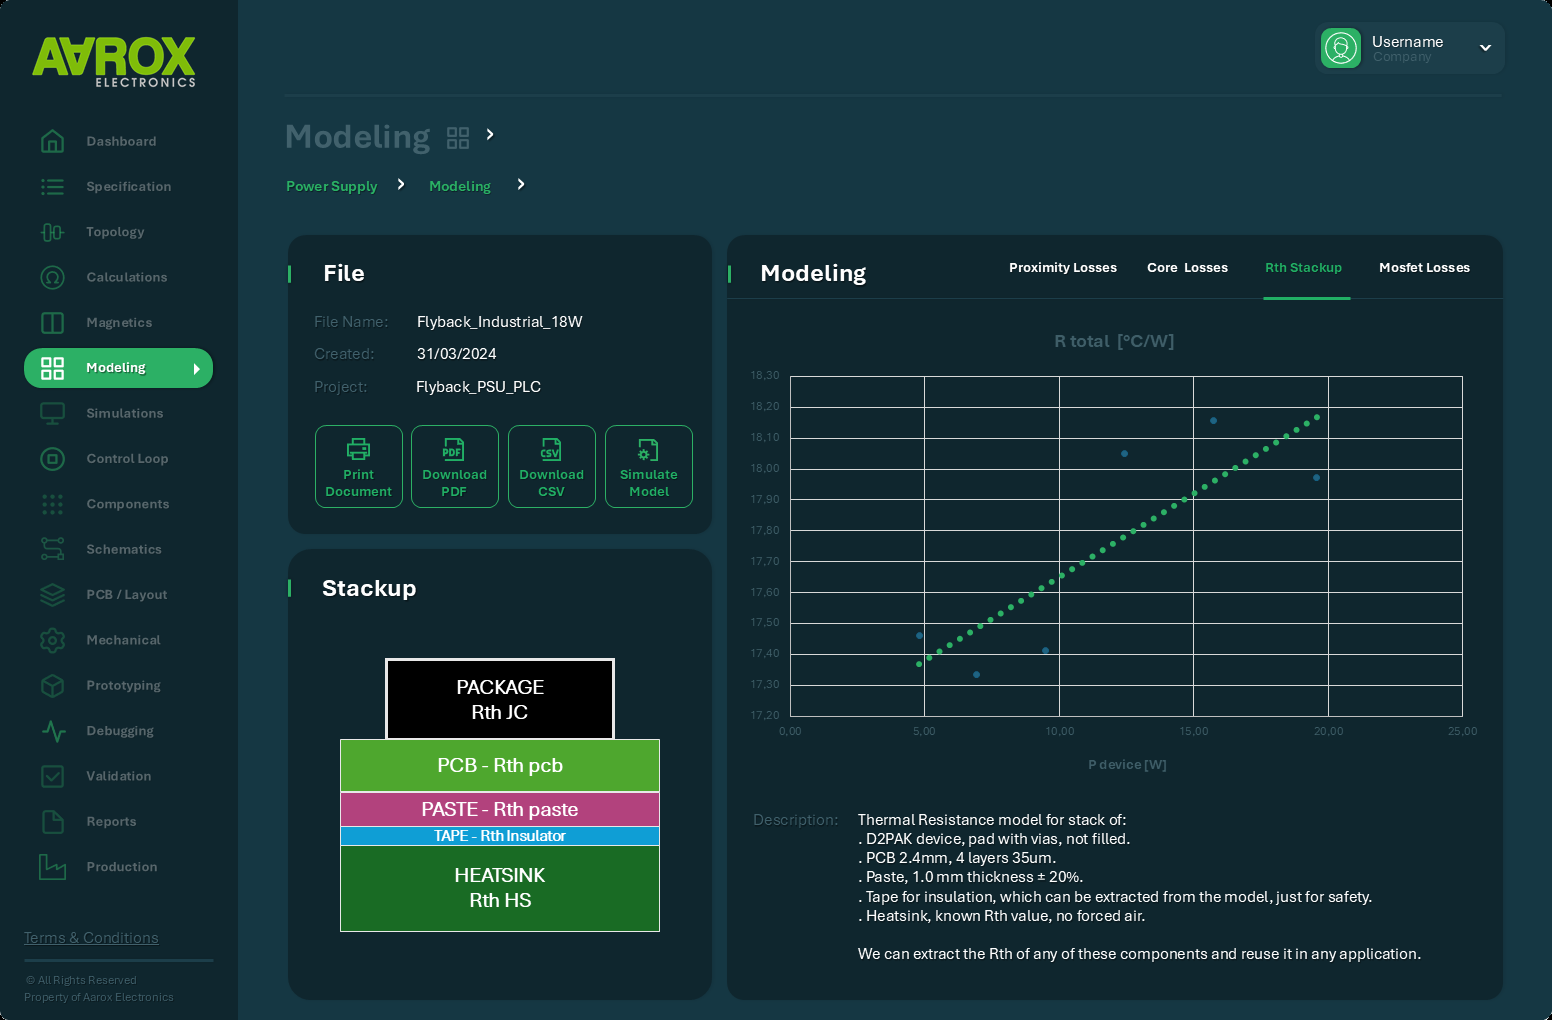 AAROX
ELECTRONICS
Username
Company
Dashboard
Specification
Topology
Calculations
Magnetics
Modeling
Simulations
Control Loop
Components
Schematics
PCB / Layout
Mechanical
Prototyping
Debugging
Validation
Reports
Production
Terms & Conditions
© All Rights Reserved
Property of Aarox Electronics
Modeling
Power Supply
Modeling
File
File Name: Flyback_Industrial_18W
Created: 31/03/2024
Project: Flyback_PSU_PLC
Print
Document
PDF
Download
PDF
CSV
Download
CSV
Simulate
Model
Stackup
PACKAGE
Rth JC
PCB - Rth pcb
PASTE - Rth paste
TAPE - Rth Insulator
HEATSINK
Rth HS
Modeling
Proximity Losses
Core Losses
Rth Stackup
Mosfet Losses
R total [°C/W]
18,30
18,20
18,10
18,00
17,90
17,80
17,70
17,60
17,50
17,40
17,30
17,20
0,00 5,00 10,00 15,00 20,00 25,00
P device [W]
Description: Thermal Resistance model for stack of:
. D2PAK device, pad with vias, not filled.
. PCB 2.4mm, 4 layers 35um.
. Paste, 1.0 mm thickness ± 20%.
. Tape for insulation, which can be extracted from the model, just for safety.
. Heatsink, known Rth value, no forced air.
We can extract the Rth of any of these components and reuse it in any application.